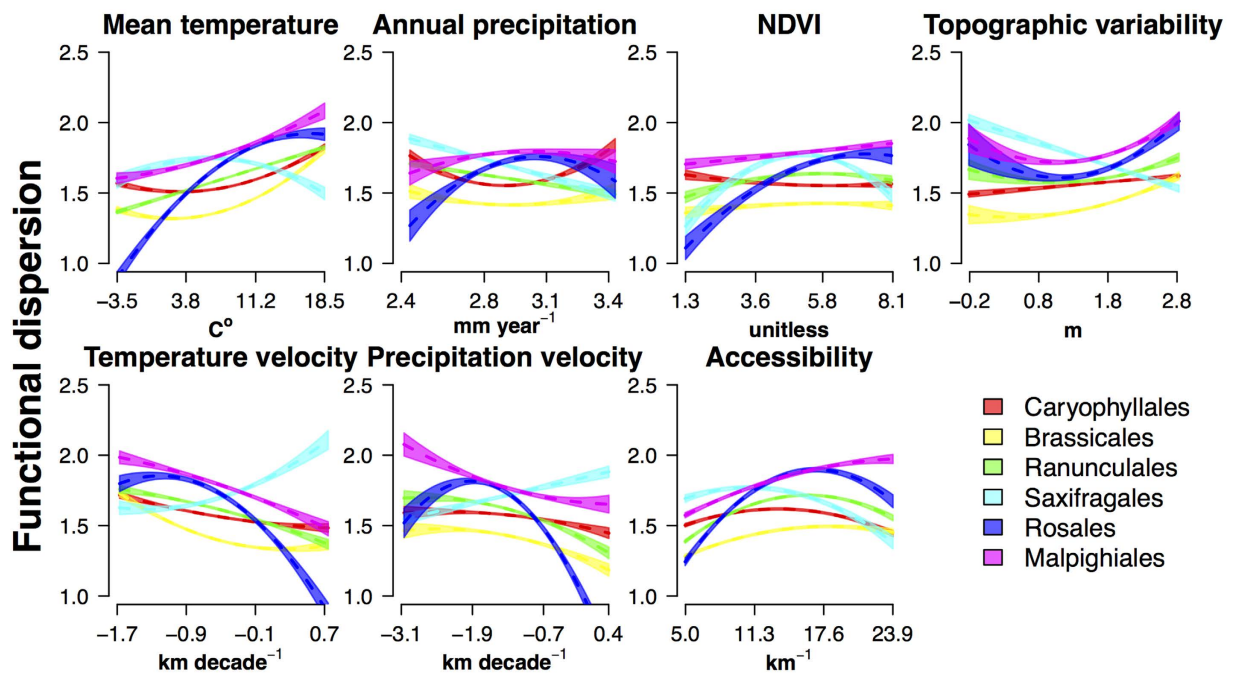 Mean temperature
Annual precipitation
NDVI
Topographic variability
Functional dispersion
2.5
2.0
1.5
1.0
−3.5 3.8 11.2 18.5
Cº
2.5
2.0
1.5
1.0
2.4 2.8 3.1 3.4
mm year⁻¹
2.5
2.0
1.5
1.0
1.3 3.6 5.8 8.1
unitless
2.5
2.0
1.5
1.0
−0.2 0.8 1.8 2.8
m
Temperature velocity
Precipitation velocity
Accessibility
2.5
2.0
1.5
1.0
−1.7 −0.9 −0.1 0.7
km decade⁻¹
2.5
2.0
1.5
1.0
−3.1 −1.9 −0.7 0.4
km decade⁻¹
2.5
2.0
1.5
1.0
5.0 11.3 17.6 23.9
km⁻¹
Caryophyllales
Brassicales
Ranunculales
Saxifragales
Rosales
Malpighiales